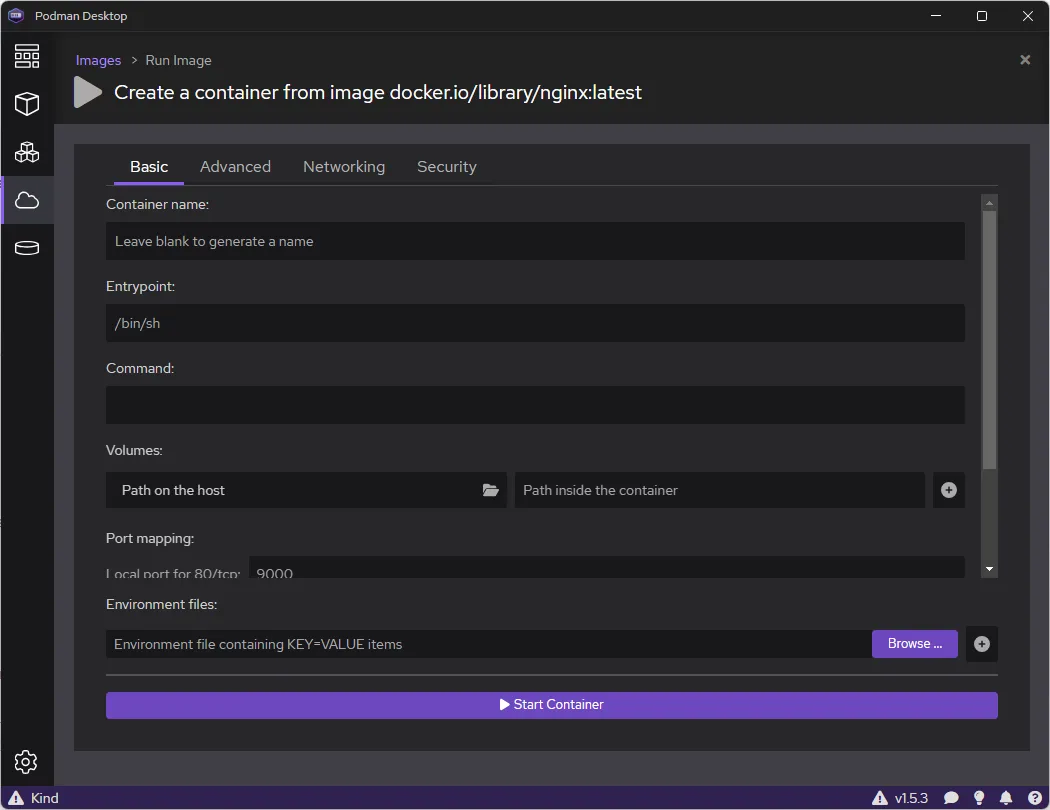 Podman Desktop
Images > Run Image
Create a container from image docker.io/library/nginx:latest
Basic Advanced Networking Security
Container name:
Leave blank to generate a name
Entrypoint:
/bin/sh
Command:
Volumes:
Path on the host Path inside the container
Port mapping:
Local port for 80/tcp: 9000
Environment files:
Environment file containing KEY=VALUE items Browse ...
Start Container
Kind v1.5.3